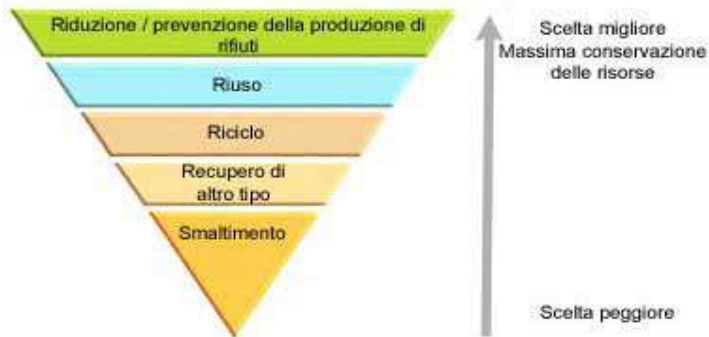 Riduzione / prevenzione della produzione di
rifiuti
Riuso
Riciclo
Recupero di
altro tipo
Smaltimento
Scelta migliore
Massima conservazione
delle risorse
Scelta peggiore